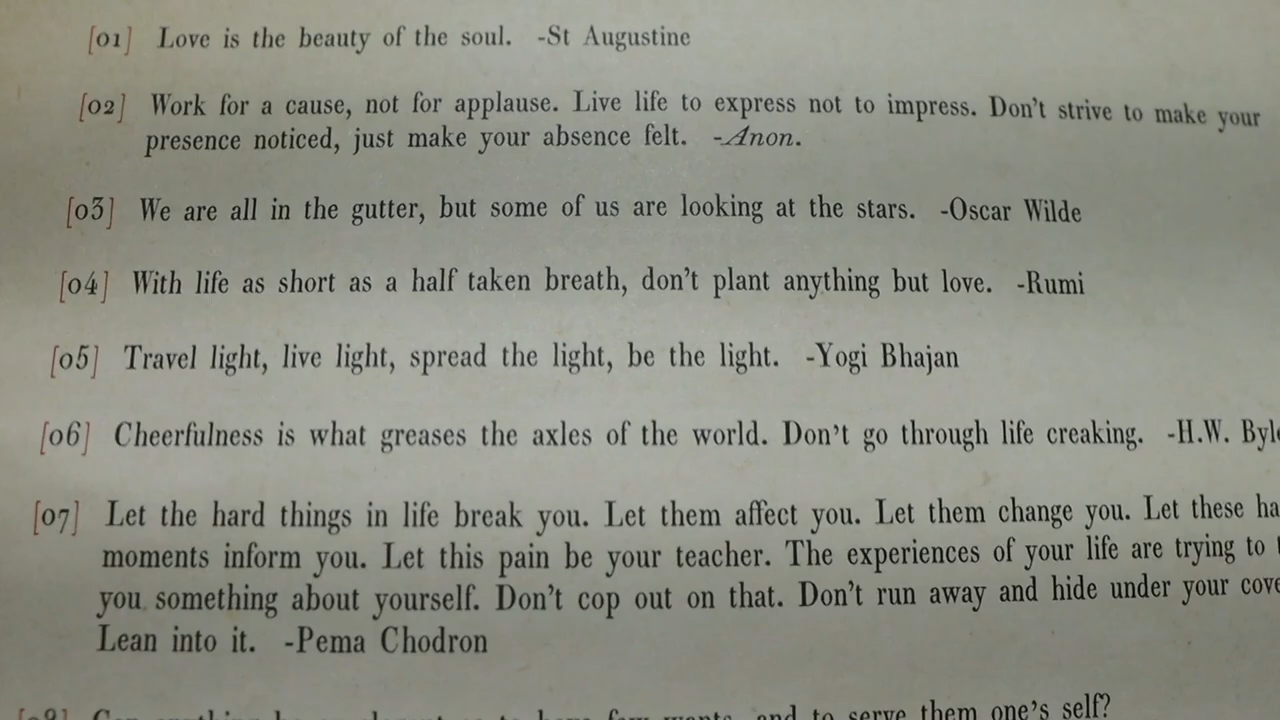 [01] Love is the beauty of the soul. -St Augustine
[02] Work for a cause, not for applause. Live life to express not to impress. Don't strive to make your
presence noticed, just make your absence felt. -Anon.
[03] We are all in the gutter, but some of us are looking at the stars. -Oscar Wilde
[04] With life as short as a half taken breath, don't plant anything but love. -Rumi
[05] Travel light, live light, spread the light, be the light. -Yogi Bhajan
[06] Cheerfulness is what greases the axles of the world. Don't go through life creaking. -H.W.
[07] Let the hard things in life break you. Let them affect you. Let them change you. Let these
moments inform you. Let this pain be your teacher. The experiences of your life are trying to
you something about yourself. Don't cop out on that. Don't run away and hide under your
Lean into it. -Pema Chodron
and to serve them one's self?